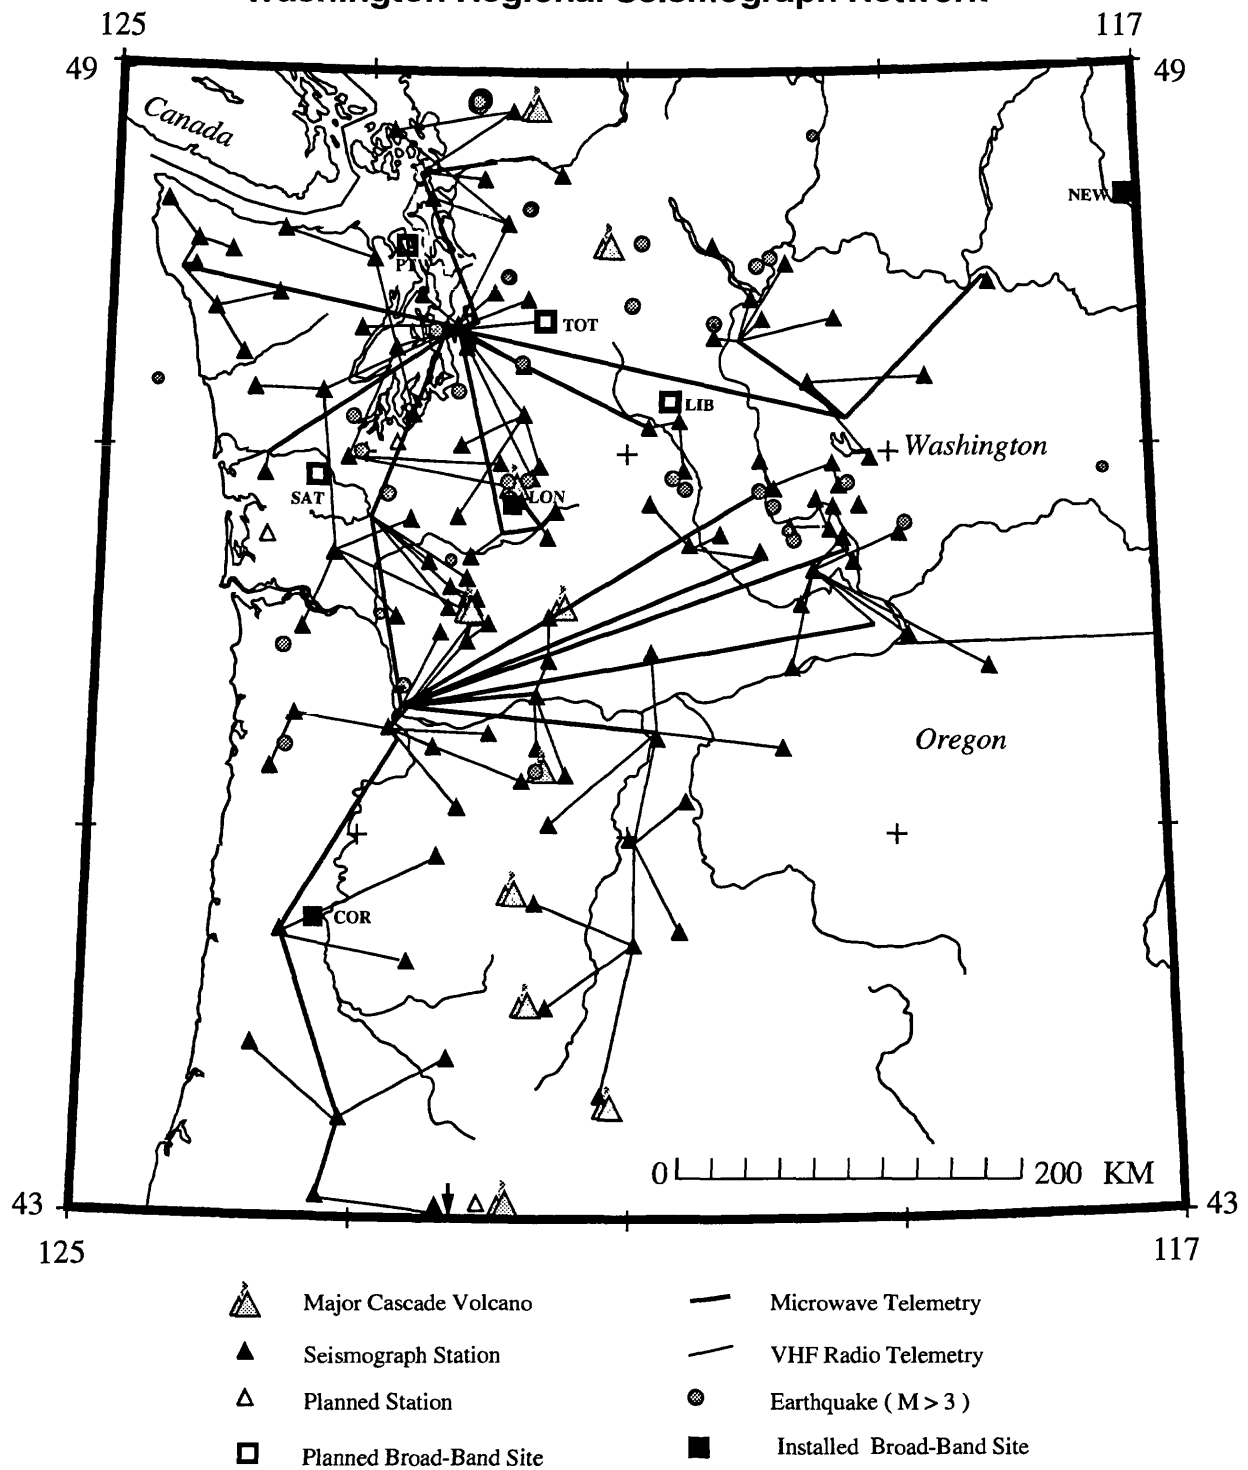 Washington Regional Seismograph Network
125 117
49 49
Canada
NEW
PT
TOT
LIB
Washington
SAT
LON
Oregon
COR
0 200 KM
43 43
125 117
Major Cascade Volcano
Microwave Telemetry
Seismograph Station
VHF Radio Telemetry
Planned Station
Earthquake ( M > 3 )
Planned Broad-Band Site
Installed Broad-Band Site